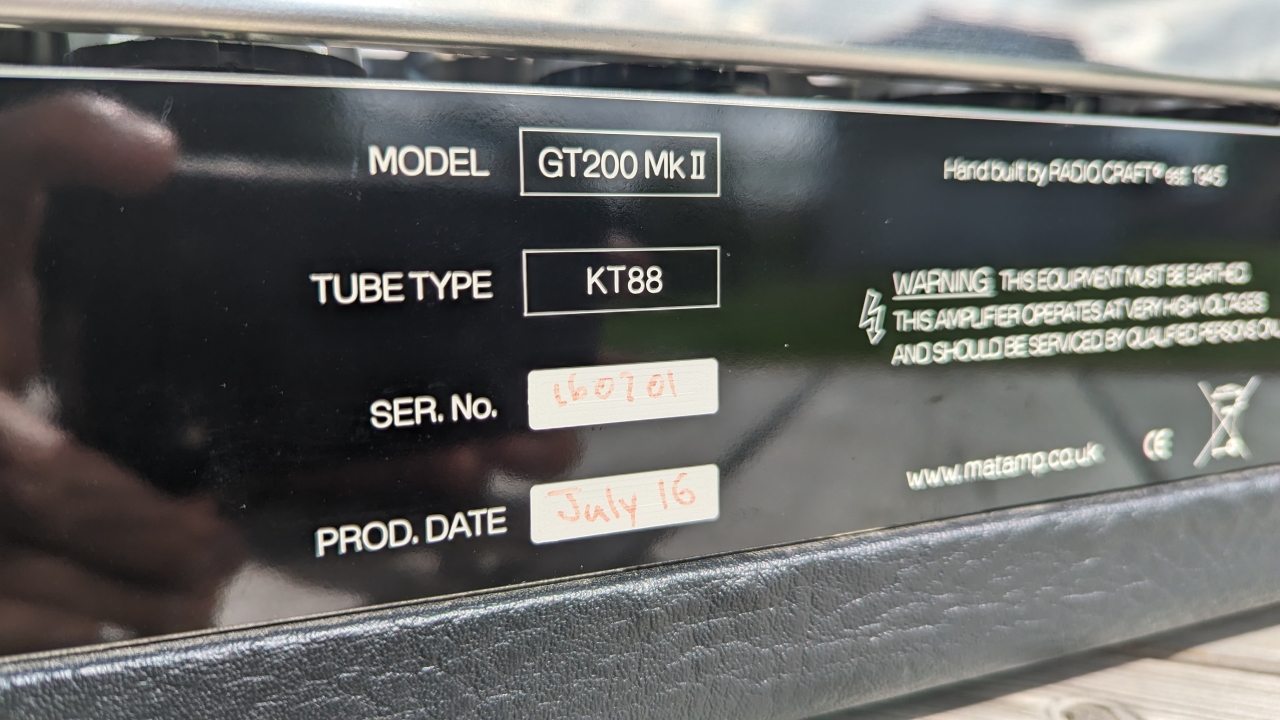 MODEL GT200 Mk II
TUBE TYPE KT88
SER. No. 160701
PROD. DATE July 16
Hand built by RADIO CRAFT® est. 1945
WARNING: THIS EQUIPMENT MUST BE EARTHED
THIS AMPLIFIER OPERATES AT VERY HIGH VOLTAGES
AND SHOULD BE SERVICED BY QUALIFIED PERSONS ON
www.matamp.co.uk CE